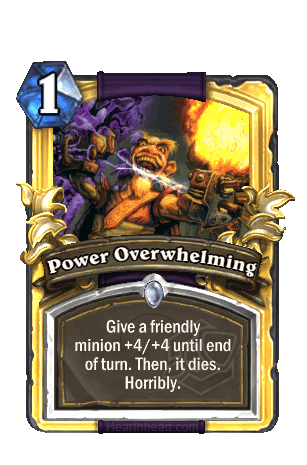 1
Power Overwhelming
Give a friendly
minion +4/+4 until end
of turn. Then, it dies.
Horribly.
Hearthhead.com